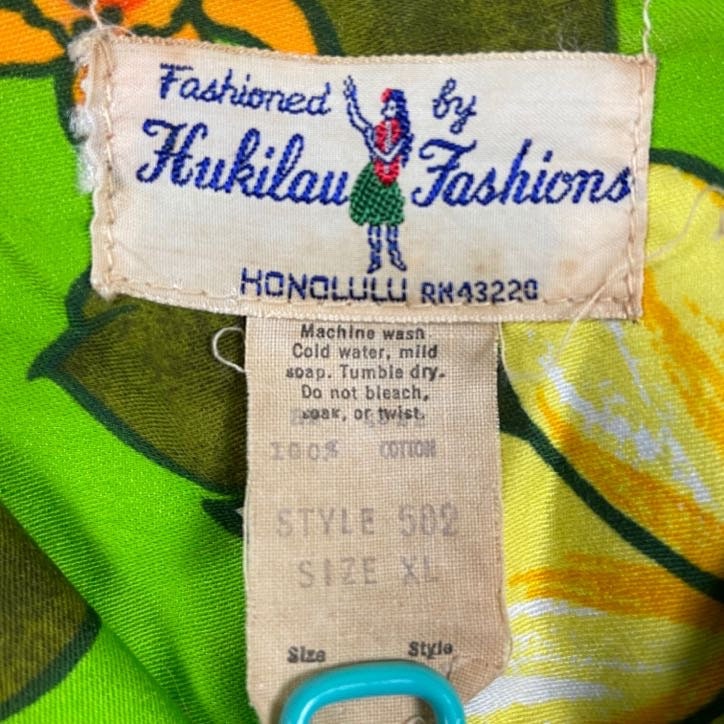 Fashioned by
Hukilau Fashions
HONOLULU RN43220
Machine wash
Cold water, mild
soap. Tumble dry.
Do not bleach,
soak, or twist.
100% COTTON
STYLE 502
SIZE XL
Size Style